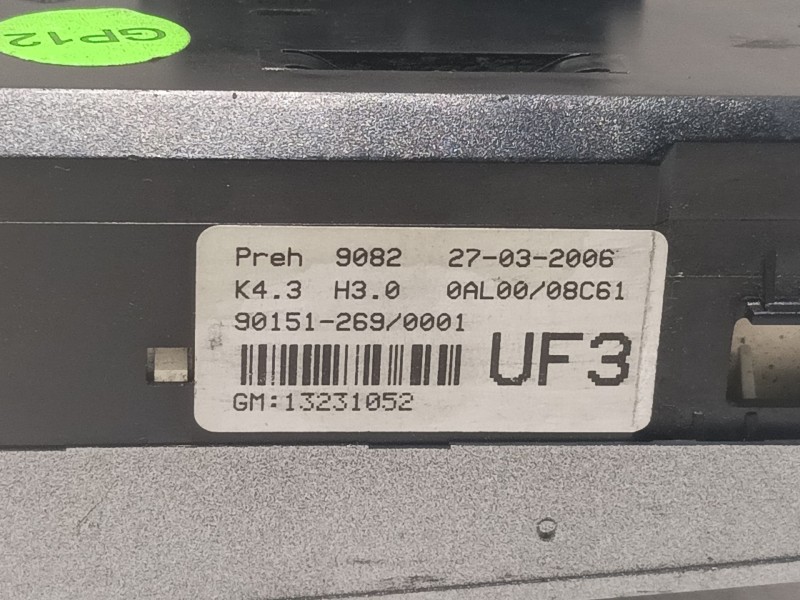 GP12
Preh 9082 27-03-2006
K4.3 H3.0 0AL00/08C61
90151-269/0001
UF3
GM:13231052